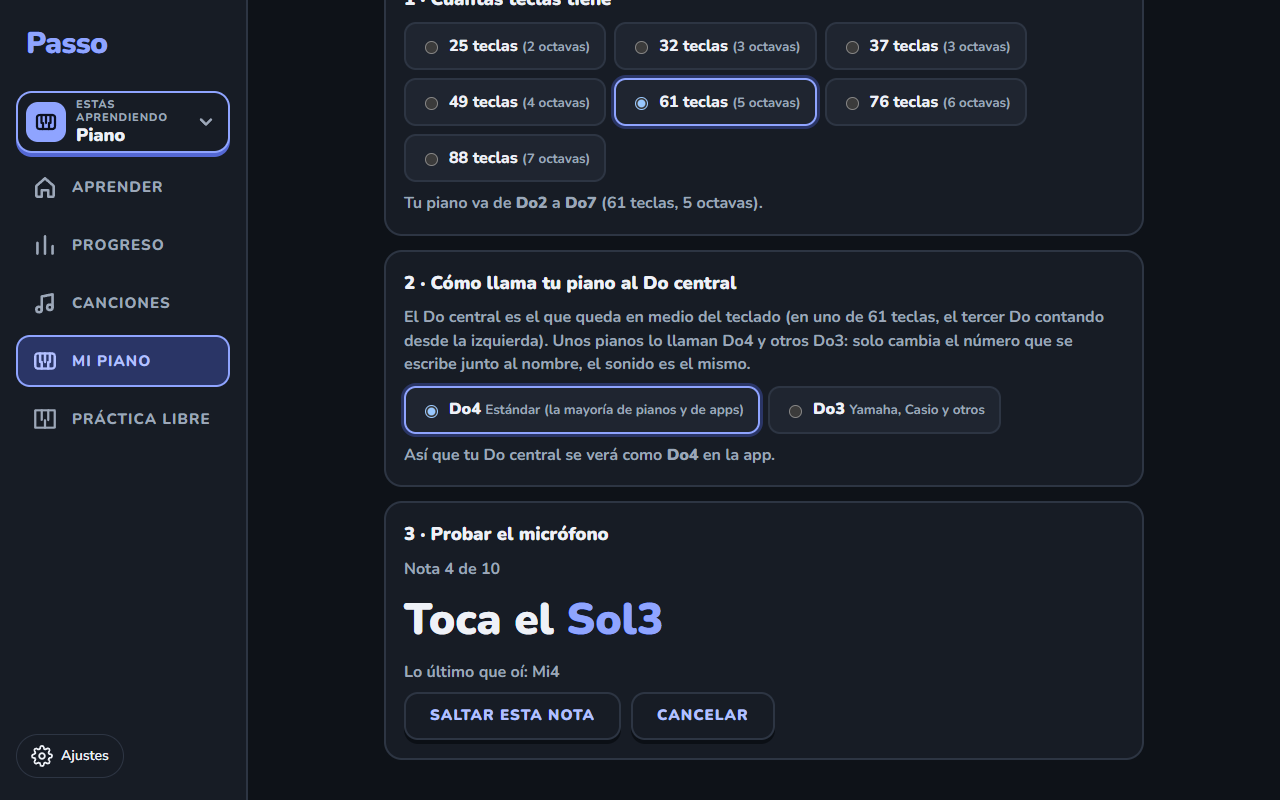 Passo
ESTÁS
APRENDIENDO
Piano
APRENDER
PROGRESO
CANCIONES
MI PIANO
PRÁCTICA LIBRE
Ajustes
1 · Cuántas teclas tiene
25 teclas (2 octavas)
32 teclas (3 octavas)
37 teclas (3 octavas)
49 teclas (4 octavas)
61 teclas (5 octavas)
76 teclas (6 octavas)
88 teclas (7 octavas)
Tu piano va de Do2 a Do7 (61 teclas, 5 octavas).
2 · Cómo llama tu piano al Do central
El Do central es el que queda en medio del teclado (en uno de 61 teclas, el tercer Do contando
desde la izquierda). Unos pianos lo llaman Do4 y otros Do3: solo cambia el número que se
escribe junto al nombre, el sonido es el mismo.
Do4 Estándar (la mayoría de pianos y de apps)
Do3 Yamaha, Casio y otros
Así que tu Do central se verá como Do4 en la app.
3 · Probar el micrófono
Nota 4 de 10
Toca el Sol3
Lo último que oí: Mi4
SALTAR ESTA NOTA
CANCELAR